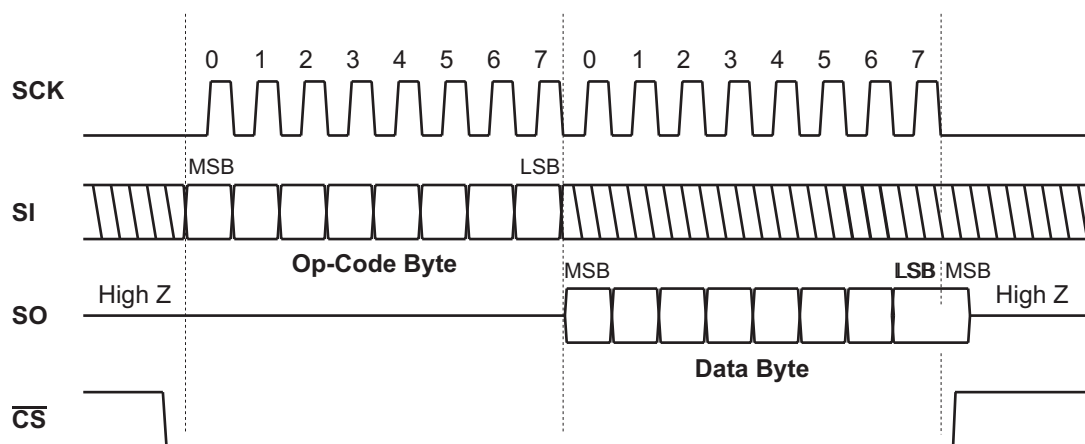 0 1 2 3 4 5 6 7 0 1 2 3 4 5 6 7
SCK
MSB LSB
SI
Op-Code Byte
MSB LSB MSB
High Z High Z
SO
Data Byte
CS